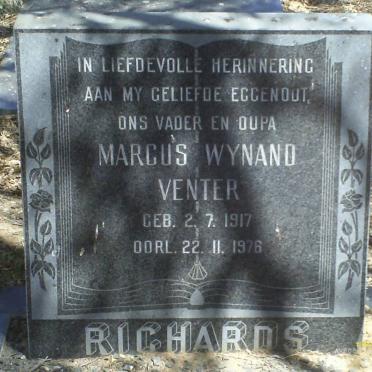 IN LIEFDEVOLLE HERINNERING
AAN MY GELIEFDE EGGENOOT,
ONS VADER EN OUPA
MARCUS WYNAND
VENTER
GEB. 2. 7. 1917
OORL. 22. 11. 1976
RICHARDS